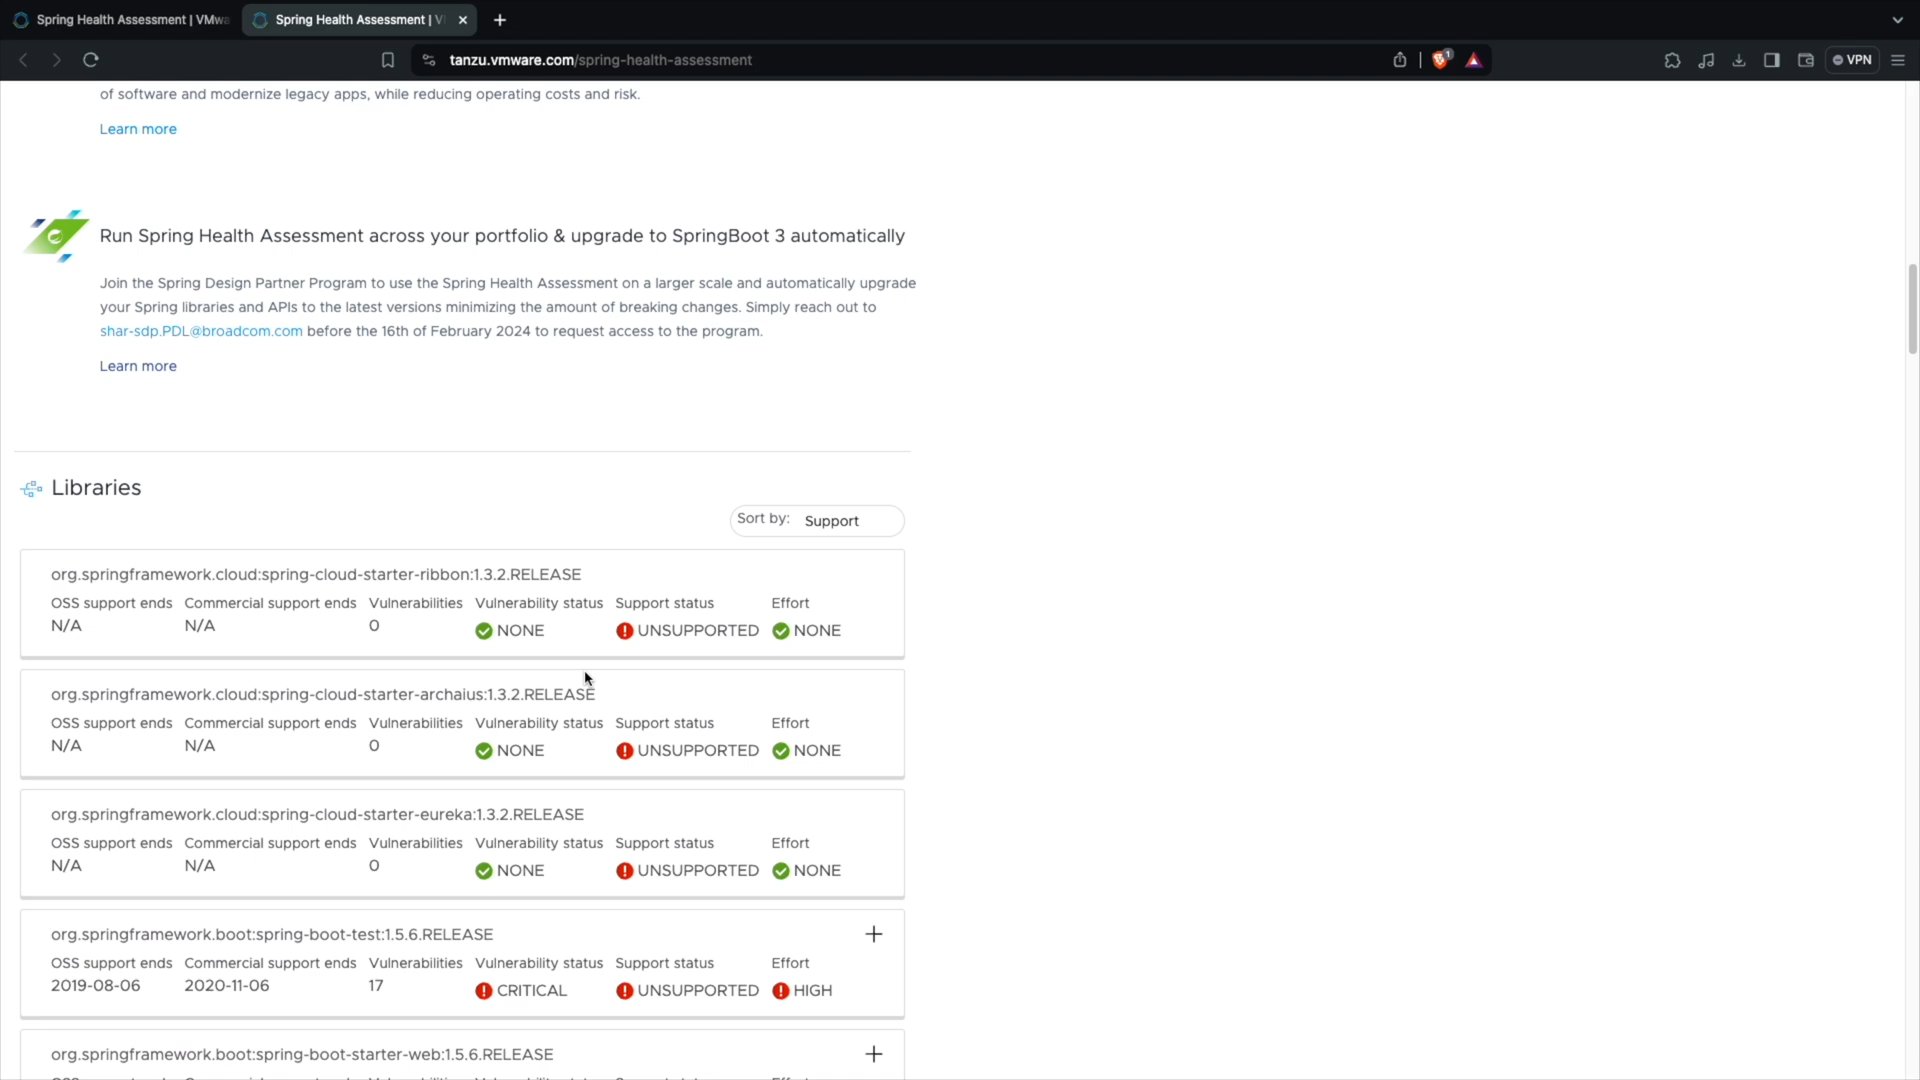 Spring Health Assessment | VMwa
Spring Health Assessment | V
tanzu.vmware.com/spring-health-assessment
1
VPN
of software and modernize legacy apps, while reducing operating costs and risk.
Learn more
Run Spring Health Assessment across your portfolio & upgrade to SpringBoot 3 automatically
Join the Spring Design Partner Program to use the Spring Health Assessment on a larger scale and automatically upgrade
your Spring libraries and APIs to the latest versions minimizing the amount of breaking changes. Simply reach out to
shar-sdp.PDL@broadcom.com before the 16th of February 2024 to request access to the program.
Learn more
Libraries
Sort by: Support
org.springframework.cloud:spring-cloud-starter-ribbon:1.3.2.RELEASE
OSS support ends Commercial support ends Vulnerabilities Vulnerability status Support status Effort
N/A N/A 0 NONE UNSUPPORTED NONE
org.springframework.cloud:spring-cloud-starter-archaius:1.3.2.RELEASE
OSS support ends Commercial support ends Vulnerabilities Vulnerability status Support status Effort
N/A N/A 0 NONE UNSUPPORTED NONE
org.springframework.cloud:spring-cloud-starter-eureka:1.3.2.RELEASE
OSS support ends Commercial support ends Vulnerabilities Vulnerability status Support status Effort
N/A N/A 0 NONE UNSUPPORTED NONE
org.springframework.boot:spring-boot-test:1.5.6.RELEASE
OSS support ends Commercial support ends Vulnerabilities Vulnerability status Support status Effort
2019-08-06 2020-11-06 17 CRITICAL UNSUPPORTED HIGH
org.springframework.boot:spring-boot-starter-web:1.5.6.RELEASE